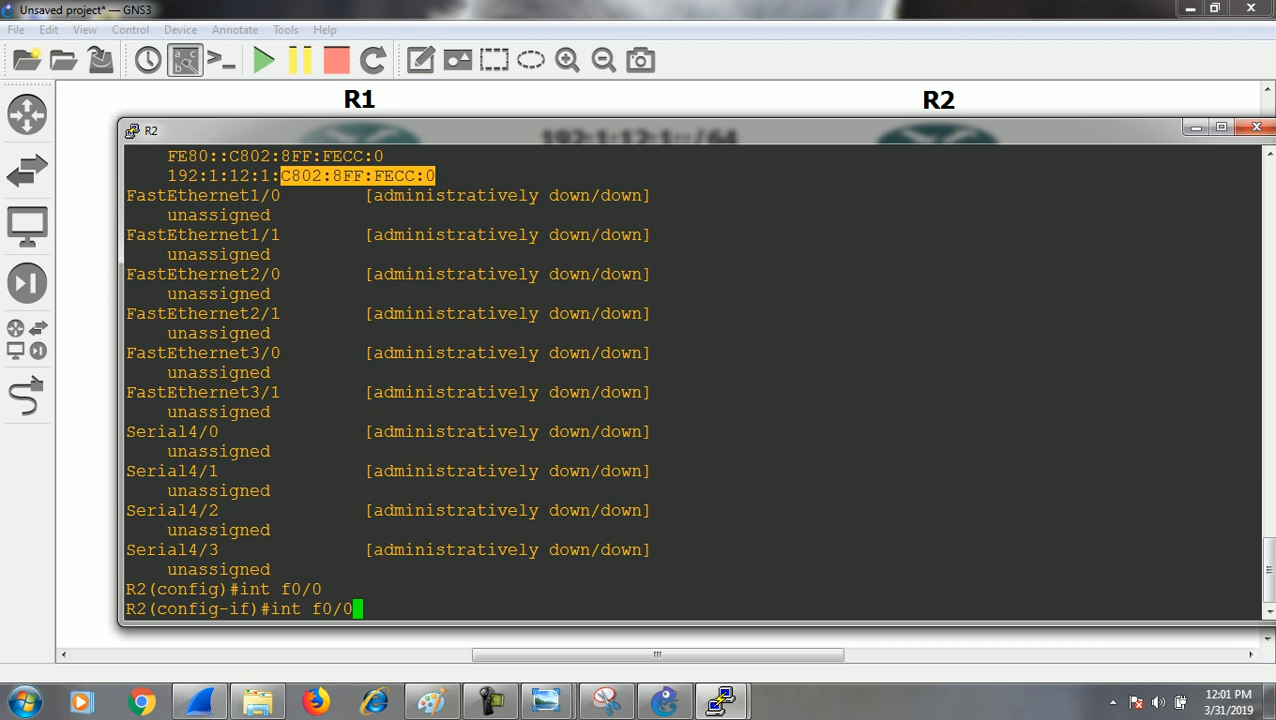 Unsaved project* — GNS3
File Edit View Control Device Annotate Tools Help
R1 R2
192:1:12:1::/64
R2
FE80::C802:8FF:FECC:0
192:1:12:1:C802:8FF:FECC:0
FastEthernet1/0 [administratively down/down]
unassigned
FastEthernet1/1 [administratively down/down]
unassigned
FastEthernet2/0 [administratively down/down]
unassigned
FastEthernet2/1 [administratively down/down]
unassigned
FastEthernet3/0 [administratively down/down]
unassigned
FastEthernet3/1 [administratively down/down]
unassigned
Serial4/0 [administratively down/down]
unassigned
Serial4/1 [administratively down/down]
unassigned
Serial4/2 [administratively down/down]
unassigned
Serial4/3 [administratively down/down]
unassigned
R2(config)#int f0/0
R2(config-if)#int f0/0
12:01 PM
3/31/2019